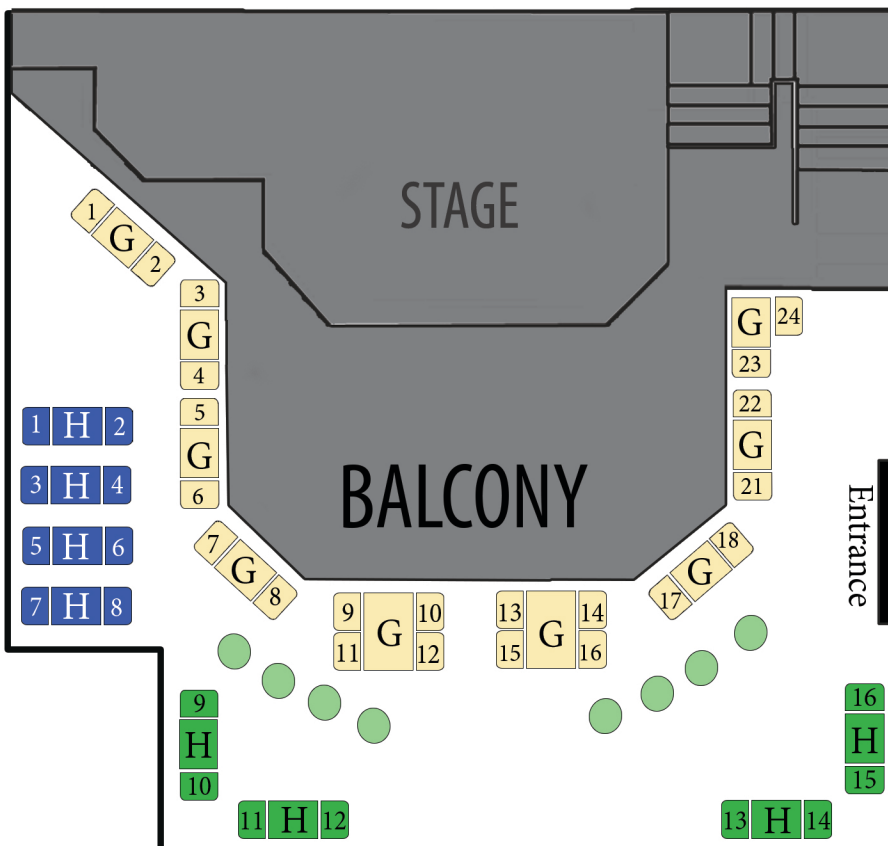 STAGE
1 G 2
3
G
4
5
G
6
7 G 8
BALCONY
G 24
23
22
G
21
18
G
17
Entrance
1 H 2
3 H 4
5 H 6
7 H 8
9 G 10
11 12
13 G 14
15 16
9
H
10
11 H 12
13 H 14
16
H
15